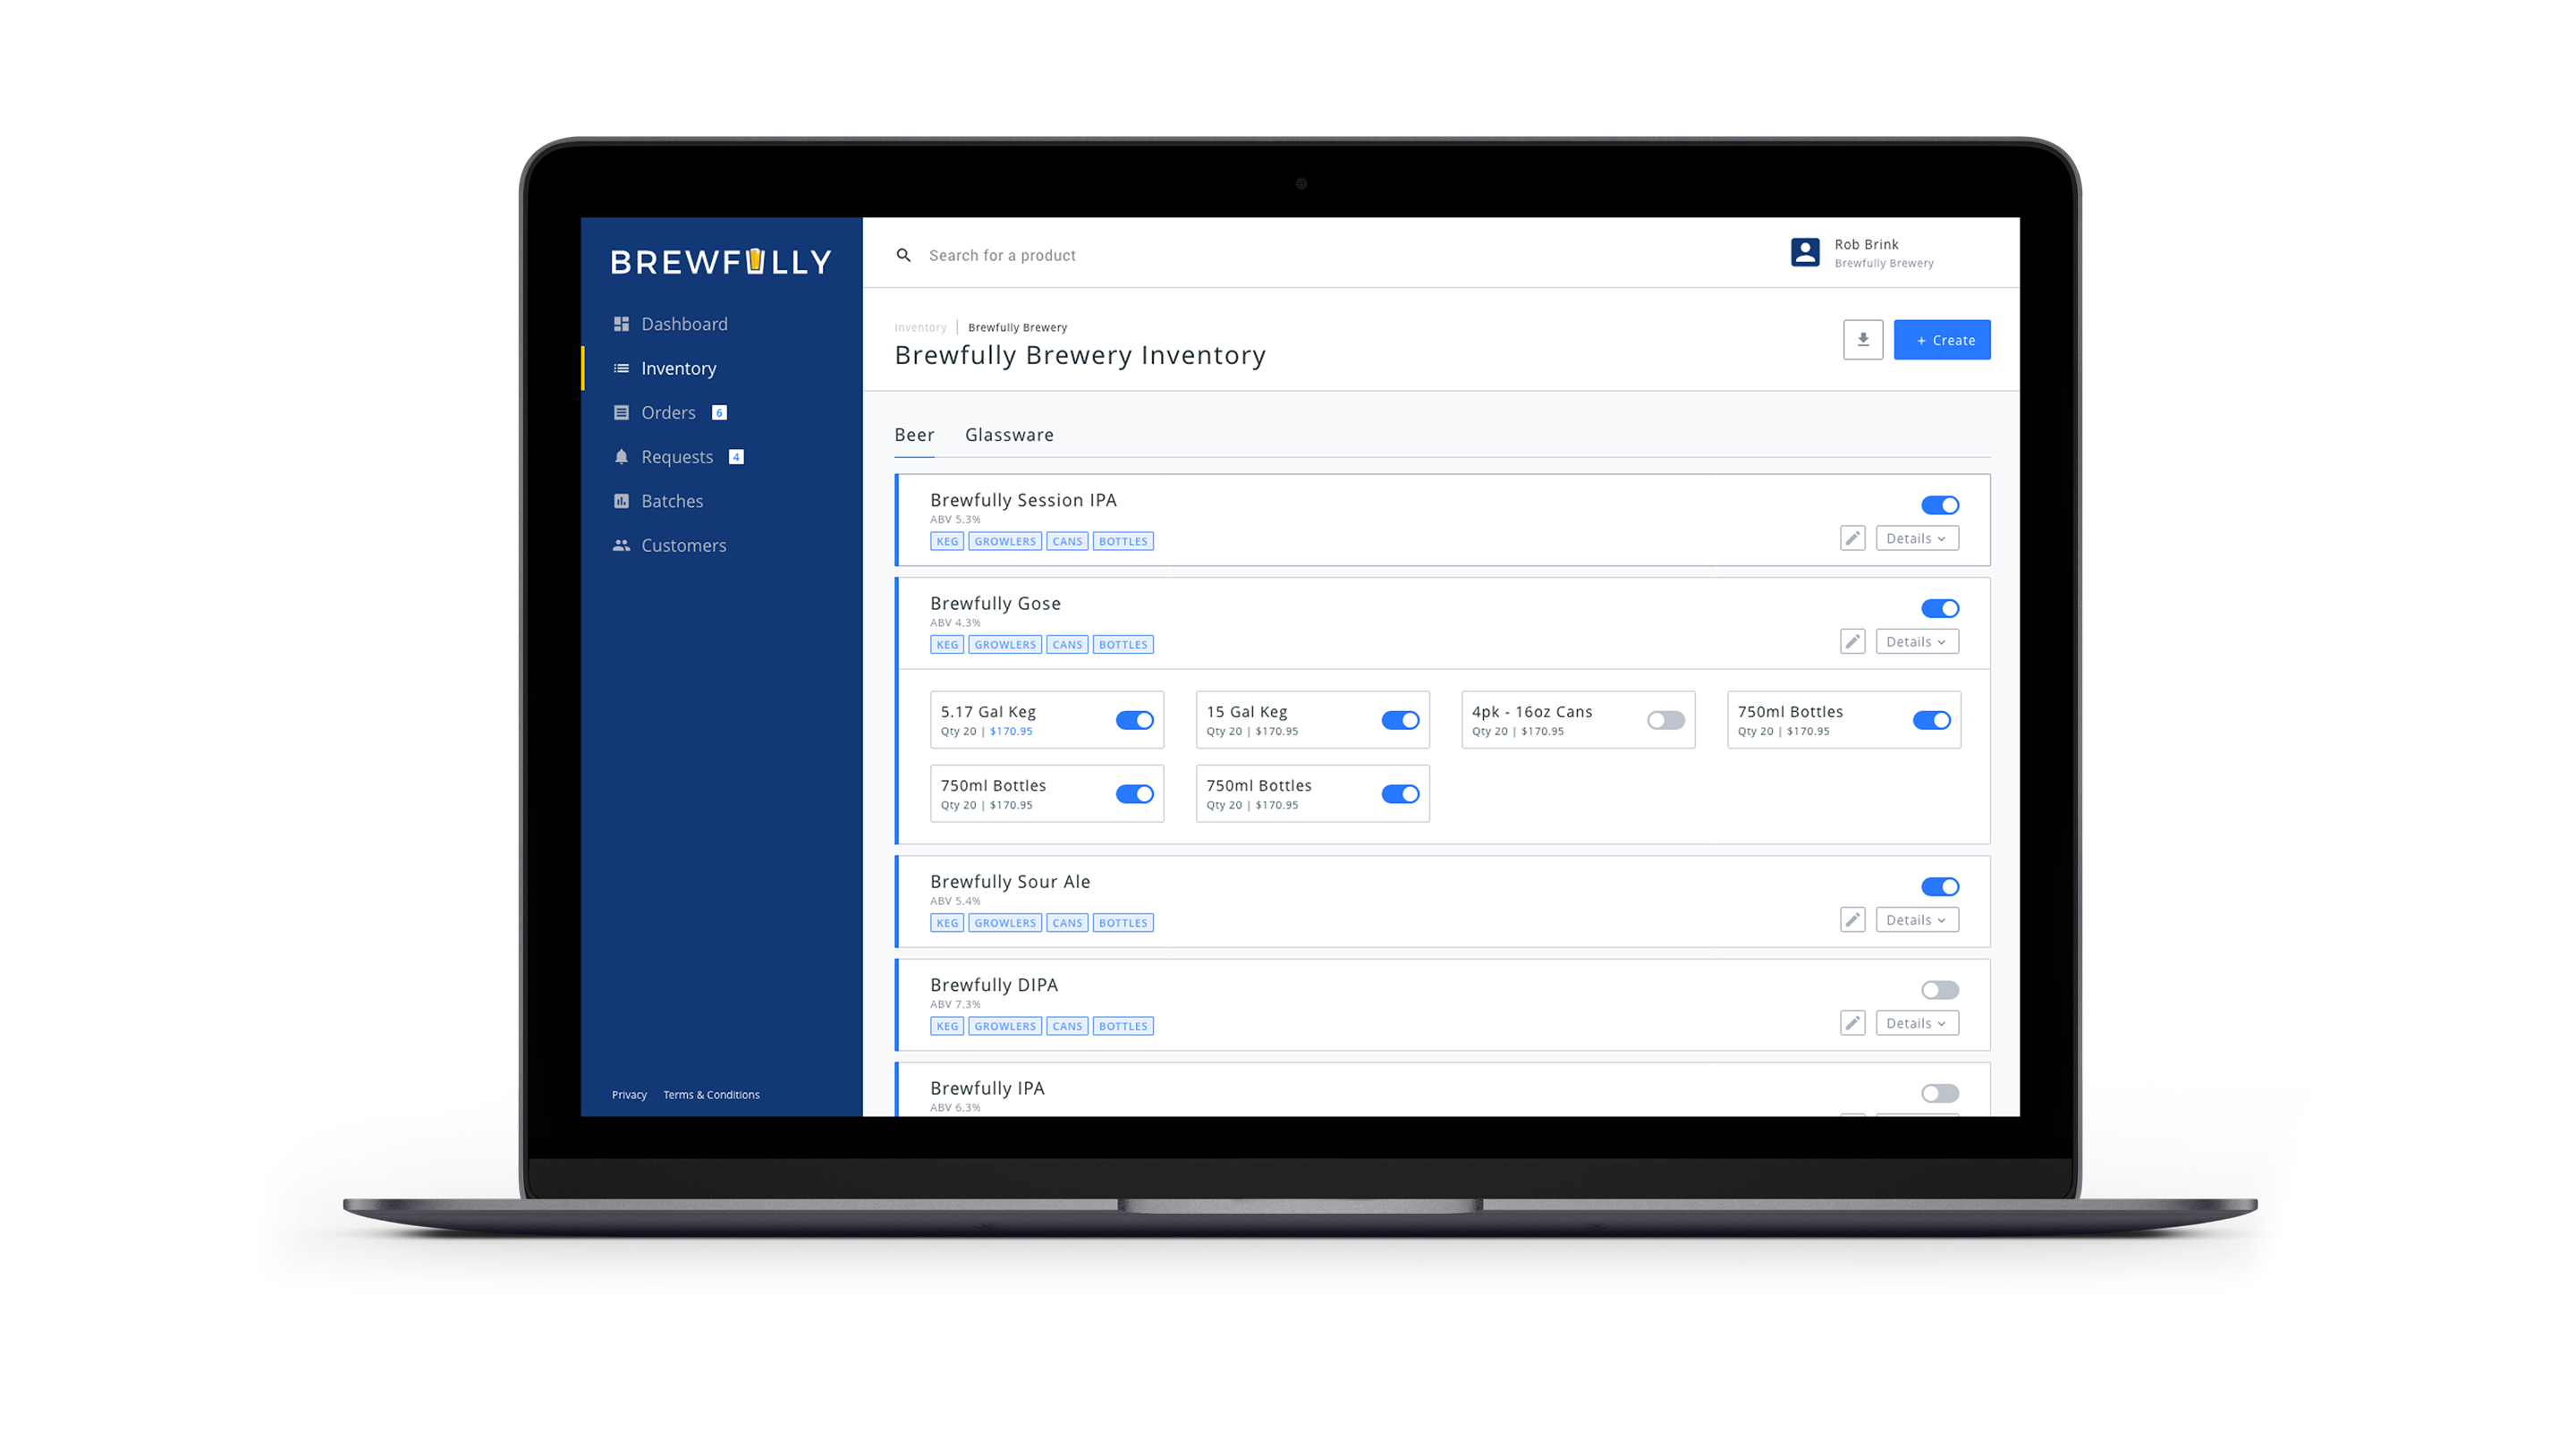 BREWFULLY
Dashboard
Inventory
Orders 6
Requests 4
Batches
Customers
Privacy Terms & Conditions
Search for a product
Rob Brink
Brewfully Brewery
Inventory | Brewfully Brewery
Brewfully Brewery Inventory
+ Create
Beer Glassware
Brewfully Session IPA
ABV 5.3%
KEG GROWLERS CANS BOTTLES
Details
Brewfully Gose
ABV 4.3%
KEG GROWLERS CANS BOTTLES
Details
5.17 Gal Keg
Qty 20 | $170.95
15 Gal Keg
Qty 20 | $170.95
4pk - 16oz Cans
Qty 20 | $170.95
750ml Bottles
Qty 20 | $170.95
750ml Bottles
Qty 20 | $170.95
750ml Bottles
Qty 20 | $170.95
Brewfully Sour Ale
ABV 5.4%
KEG GROWLERS CANS BOTTLES
Details
Brewfully DIPA
ABV 7.3%
KEG GROWLERS CANS BOTTLES
Details
Brewfully IPA
ABV 6.3%